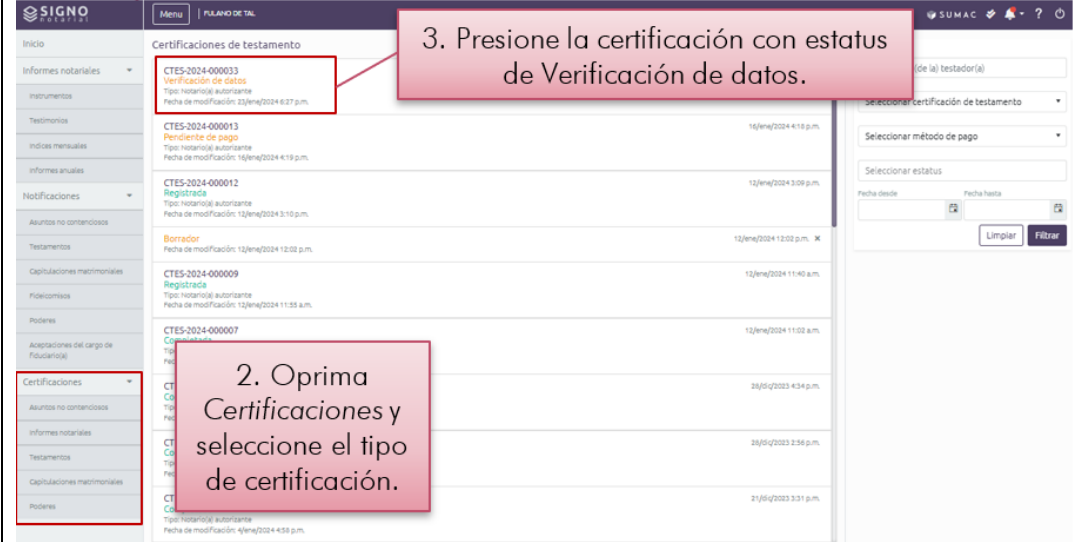 SIGNO
notarial
Menu
FULANO DE TAL
SUMAC
?
Inicio
Informes notariales
Instrumentos
Testimonios
Indices mensuales
Informes anuales
Notificaciones
Asuntos no contenciosos
Testamentos
Capitulaciones matrimoniales
Fideicomisos
Poderes
Aceptaciones del cargo de
fiduciario(a)
Certificaciones
Asuntos no contenciosos
Informes notariales
Testamentos
Capitulaciones matrimoniales
Poderes
Certificaciones de testamento
CTES-2024-000033
Verificación de datos
Tipo: Notario(a) autorizante
Fecha de modificación: 23/ene/2024 6:27 p.m.
CTES-2024-000013
16/ene/2024 4:18 p.m.
Pendiente de pago
Tipo: Notario(a) autorizante
Fecha de modificación: 16/ene/2024 4:19 p.m.
CTES-2024-000012
12/ene/2024 3:09 p.m.
Registrada
Tipo: Notario(a) autorizante
Fecha de modificación: 12/ene/2024 3:10 p.m.
Borrador
12/ene/2024 12:02 p.m. ×
Fecha de modificación: 12/ene/2024 12:02 p.m.
CTES-2024-000009
12/ene/2024 11:40 a.m.
Registrada
Tipo: Notario(a) autorizante
Fecha de modificación: 12/ene/2024 11:55 a.m.
CTES-2024-000007
12/ene/2024 11:02 a.m.
28/dic/2023 4:34 p.m.
28/dic/2023 2:56 p.m.
21/dic/2023 3:31 p.m.
Tipo: Notario(a) autorizante
Fecha de modificación: 4/ene/2024 4:58 p.m.
3. Presione la certificación con estatus
de Verificación de datos.
2. Oprima
Certificaciones y
seleccione el tipo
de certificación.
(de la) testador(a)
Seleccionar certificación de testamento
Seleccionar método de pago
Seleccionar estatus
Fecha desde
Fecha hasta
Limpiar
Filtrar